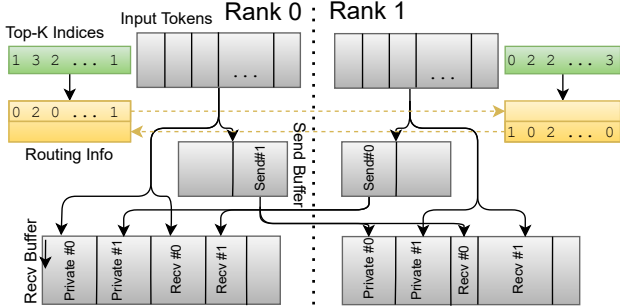 Rank 0
Rank 1
Input Tokens
Top-K Indices
1 3 2 ... 1
...
...
0 2 2 ... 3
0 2 0 ... 1
1 0 2 ... 0
Routing Info
Send#1
Send Buffer
Send#0
Recv Buffer
Private #0
Private #1
Recv #0
Recv #1
Private #0
Private #1
Recv #0
Recv #1